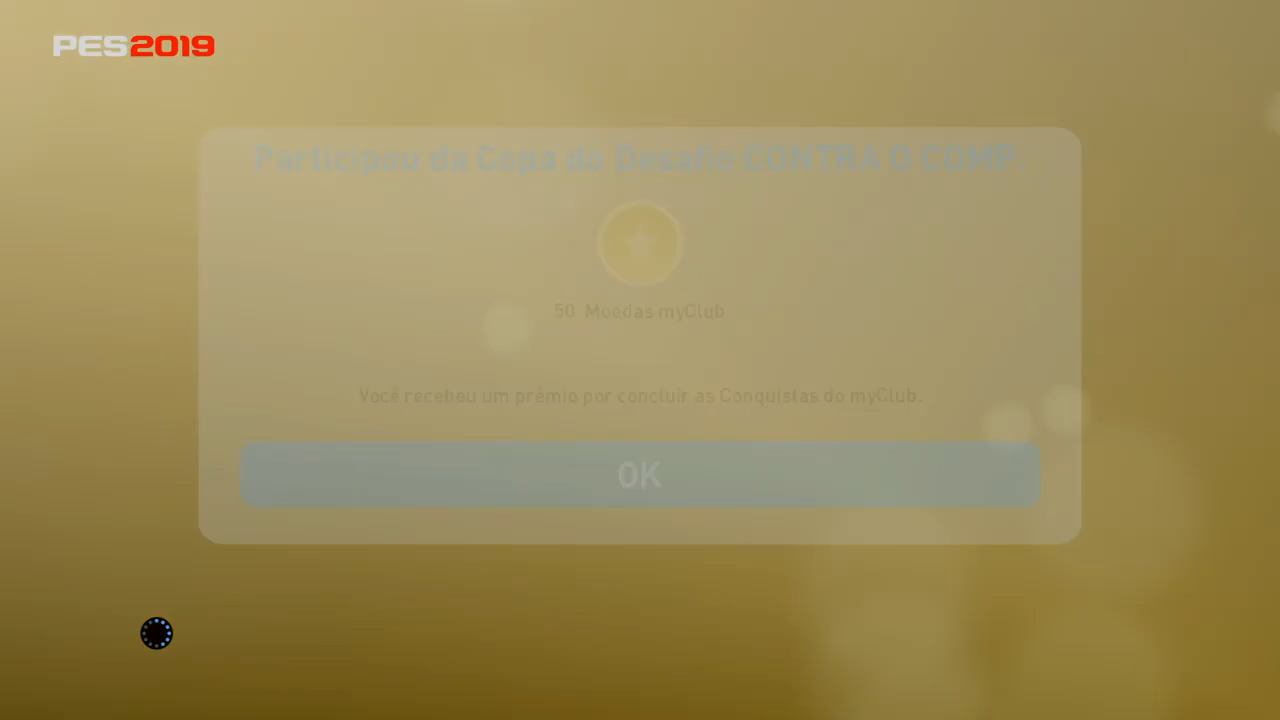 PES2019
Participou da Copa do Desafio CONTRA O COMP.
50 Moedas myClub
Você recebeu um prêmio por concluir as Conquistas do myClub.
OK